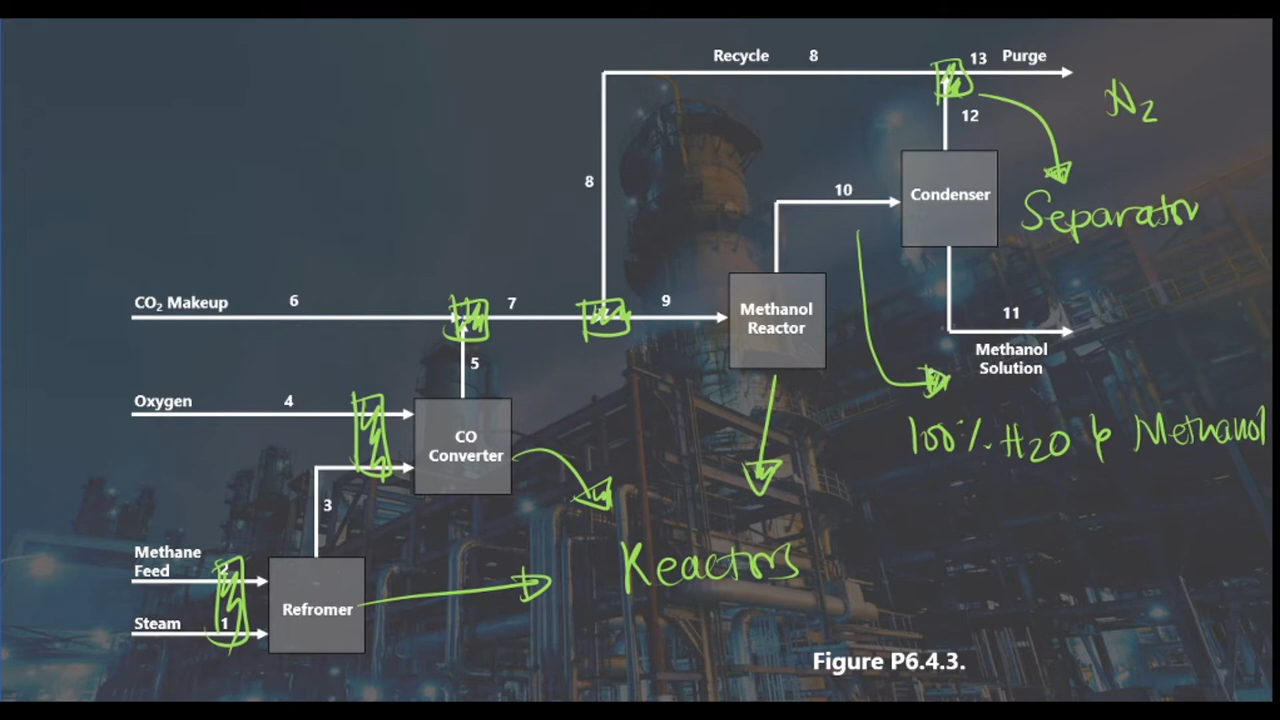 Recycle 8
13 Purge
N2
12
8
10
Condenser
Separator
CO2 Makeup 6
7
9
Methanol
Reactor
11
Methanol
Solution
5
Oxygen 4
CO
Converter
100% H2O & Methanol
3
Methane
Feed
2
Reactors
Refromer
Steam 1
Figure P6.4.3.